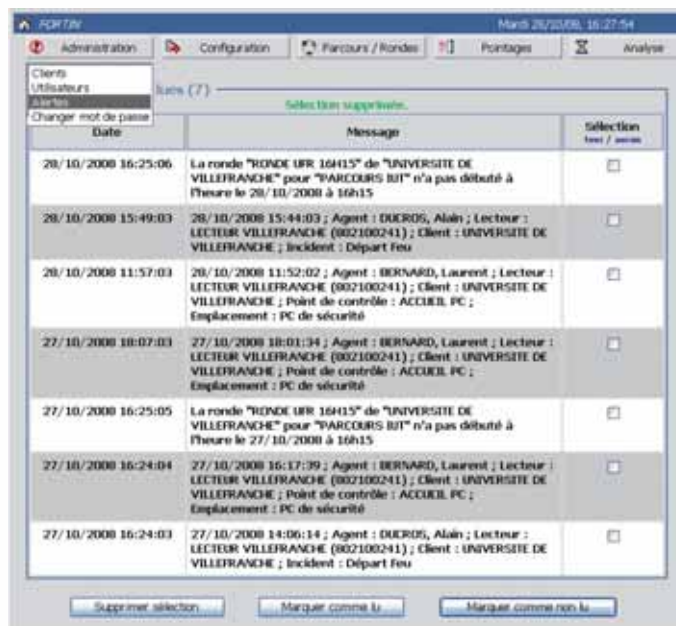 FORTIN
Mardi 28/10/08, 16:27:54
Administration
Configuration
Parcours / Rondes
Pointages
Analyse
Clients
Utilisateurs
Alertes
Changer mot de passe
lues (7)
Sélection supprimée.
Date
Message
Sélection
tous / aucun
28/10/2008 16:25:06
La ronde "RONDE UFR 16H15" de "UNIVERSITE DE
VILLEFRANCHE" pour "PARCOURS IUT" n'a pas débuté à
l'heure le 28/10/2008 à 16h15
28/10/2008 15:49:03
28/10/2008 15:44:03 ; Agent : DUCROS, Alain ; Lecteur :
LECTEUR VILLEFRANCHE (802100241) ; Client : UNIVERSITE DE
VILLEFRANCHE ; Incident : Départ Feu
28/10/2008 11:57:03
28/10/2008 11:52:02 ; Agent : BERNARD, Laurent ; Lecteur :
LECTEUR VILLEFRANCHE (802100241) ; Client : UNIVERSITE DE
VILLEFRANCHE ; Point de contrôle : ACCUEIL PC ;
Emplacement : PC de sécurité
27/10/2008 18:07:03
27/10/2008 18:01:34 ; Agent : BERNARD, Laurent ; Lecteur :
LECTEUR VILLEFRANCHE (802100241) ; Client : UNIVERSITE DE
VILLEFRANCHE ; Point de contrôle : ACCUEIL PC ;
Emplacement : PC de sécurité
27/10/2008 16:25:05
La ronde "RONDE UFR 16H15" de "UNIVERSITE DE
VILLEFRANCHE" pour "PARCOURS IUT" n'a pas débuté à
l'heure le 27/10/2008 à 16h15
27/10/2008 16:24:04
27/10/2008 16:17:39 ; Agent : BERNARD, Laurent ; Lecteur :
LECTEUR VILLEFRANCHE (802100241) ; Client : UNIVERSITE DE
VILLEFRANCHE ; Point de contrôle : ACCUEIL PC ;
Emplacement : PC de sécurité
27/10/2008 16:24:03
27/10/2008 14:06:14 ; Agent : DUCROS, Alain ; Lecteur :
LECTEUR VILLEFRANCHE (802100241) ; Client : UNIVERSITE DE
VILLEFRANCHE ; Incident : Départ Feu
Supprimer sélection
Marquer comme lu
Marquer comme non lu